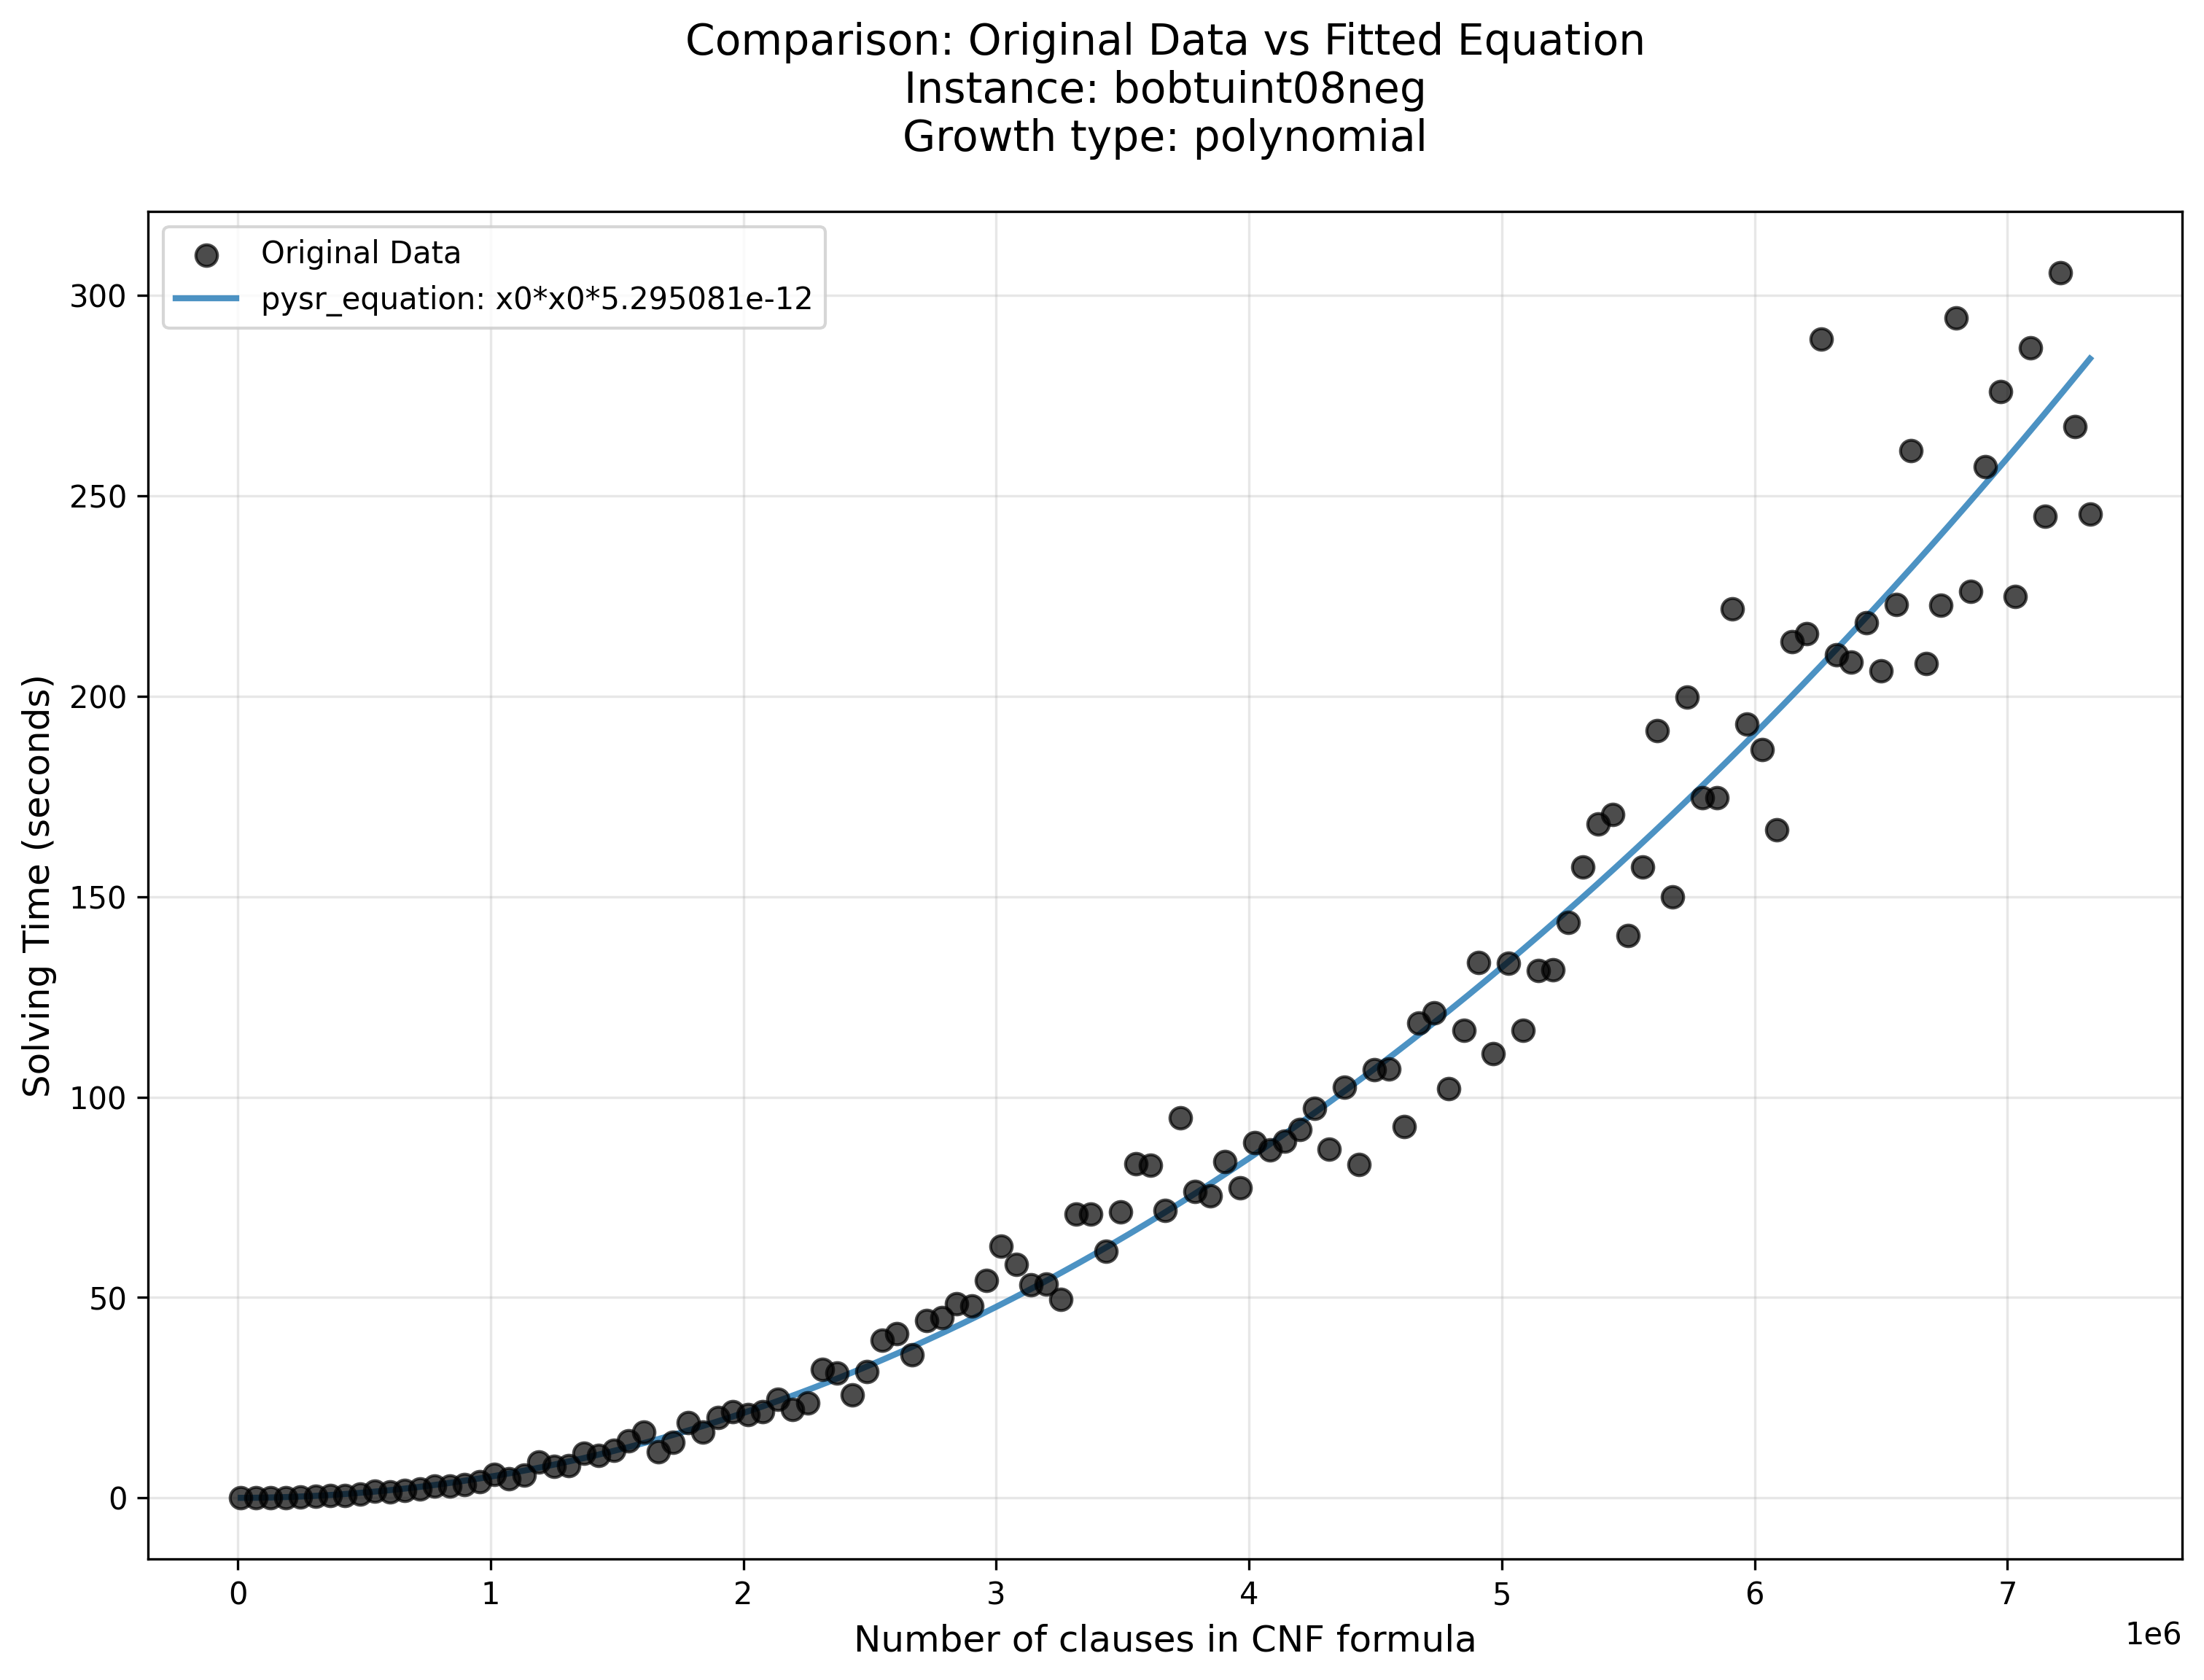 Comparison: Original Data vs Fitted Equation
Instance: bobtuint08neg
Growth type: polynomial
Original Data
pysr_equation: x0*x0*5.295081e-12
300
250
200
150
100
50
0
Solving Time (seconds)
0 1 2 3 4 5 6 7
1e6
Number of clauses in CNF formula